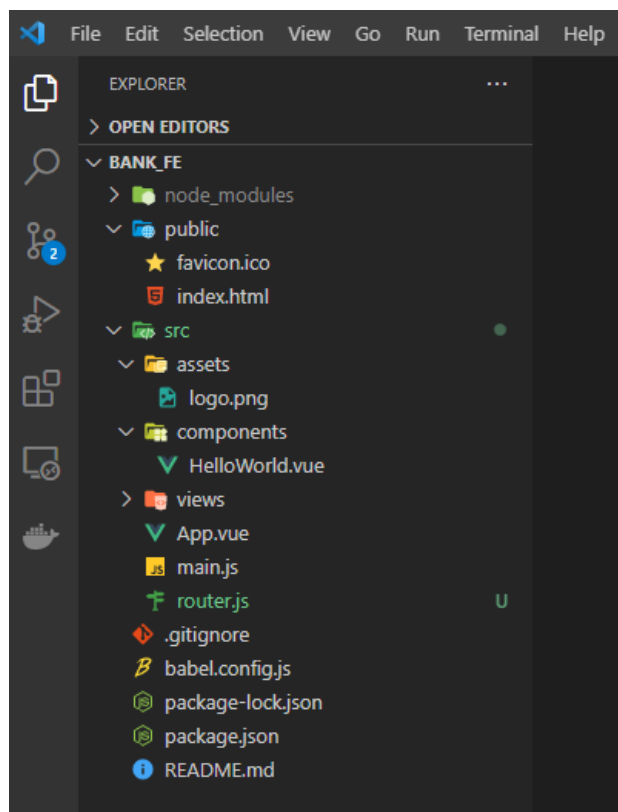 File Edit Selection View Go Run Terminal Help
EXPLORER ...
OPEN EDITORS
BANK_FE
node_modules
public
favicon.ico
index.html
2
src
assets
logo.png
components
HelloWorld.vue
views
App.vue
JS main.js
router.js U
.gitignore
babel.config.js
package-lock.json
package.json
README.md